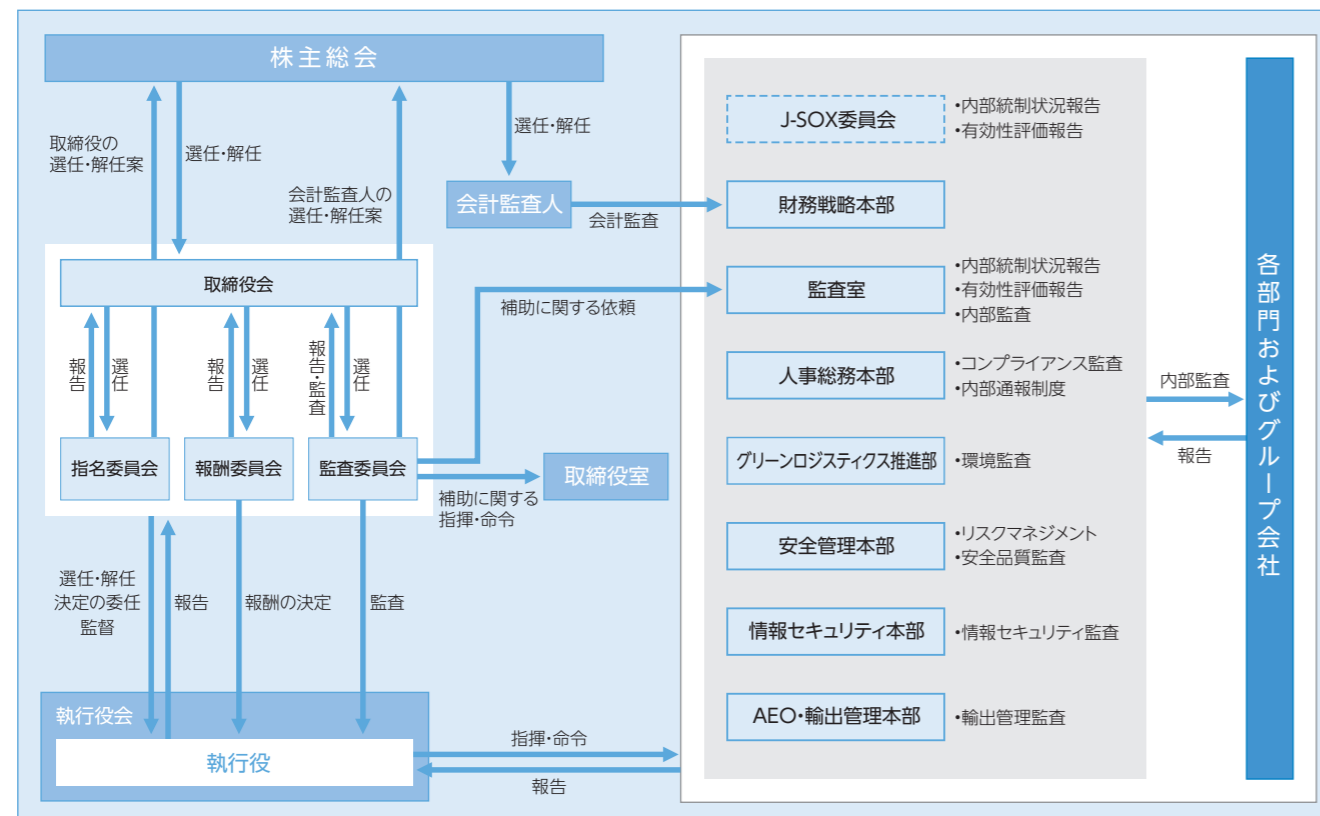 株主総会
取締役の
選任・解任案
選任・解任
会計監査人の
選任・解任案
選任・解任
会計監査人
会計監査
取締役会
報告
選任
報告
選任
報告・監査
選任
指名委員会
報酬委員会
監査委員会
補助に関する依頼
補助に関する
指揮・命令
取締役室
選任・解任
決定の委任
監督
報告
報酬の決定
監査
執行役会
執行役
指揮・命令
報告
J-SOX委員会
・内部統制状況報告
・有効性評価報告
財務戦略本部
監査室
・内部統制状況報告
・有効性評価報告
・内部監査
人事総務本部
・コンプライアンス監査
・内部通報制度
グリーンロジスティクス推進部
・環境監査
安全管理本部
・リスクマネジメント
・安全品質監査
情報セキュリティ本部
・情報セキュリティ監査
AEO・輸出管理本部
・輸出管理監査
内部監査
報告
各部門およびグループ会社